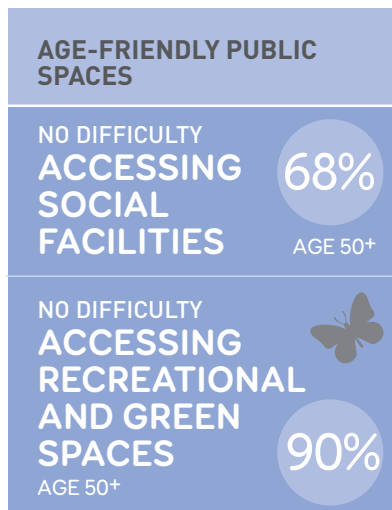 AGE-FRIENDLY PUBLIC
SPACES
NO DIFFICULTY
ACCESSING
SOCIAL
FACILITIES
68%
AGE 50+
NO DIFFICULTY
ACCESSING
RECREATIONAL
AND GREEN
SPACES
AGE 50+
90%